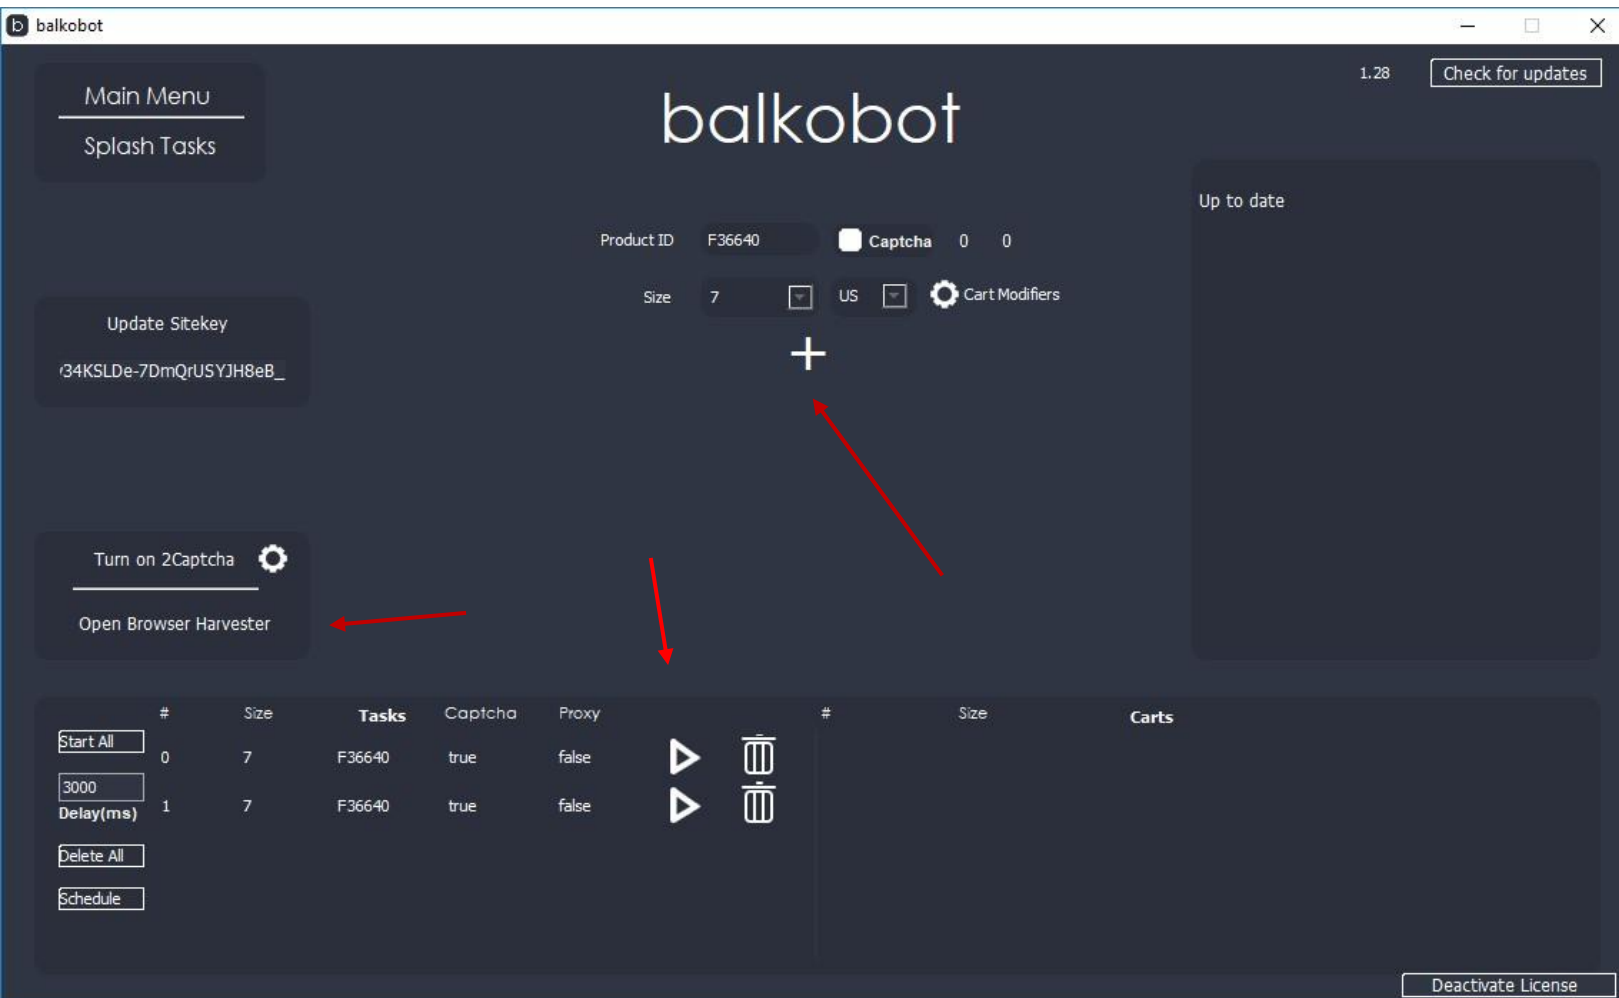 balkobot
Main Menu
Splash Tasks
balkobot
1.28
Check for updates
Up to date
Product ID F36640 Captcha 0 0
Size 7 US Cart Modifiers
Update Sitekey
34KSLDe-7DmQrUSYJH8eB_
Turn on 2Captcha
Open Browser Harvester
# Size Tasks Captcha Proxy # Size Carts
Start All
0 7 F36640 true false
3000
Delay(ms)
1 7 F36640 true false
Delete All
Schedule
Deactivate License